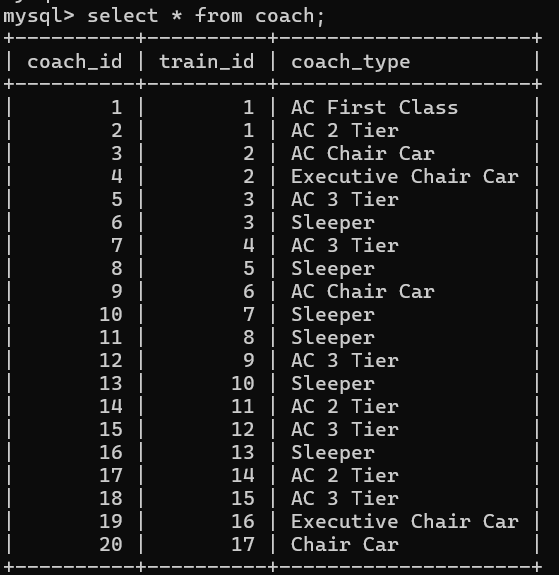 mysql> select * from coach;
+----------+----------+---------------------+
| coach_id | train_id | coach_type          |
+----------+----------+---------------------+
|        1 |        1 | AC First Class      |
|        2 |        1 | AC 2 Tier           |
|        3 |        2 | AC Chair Car        |
|        4 |        2 | Executive Chair Car |
|        5 |        3 | AC 3 Tier           |
|        6 |        3 | Sleeper             |
|        7 |        4 | AC 3 Tier           |
|        8 |        5 | Sleeper             |
|        9 |        6 | AC Chair Car        |
|       10 |        7 | Sleeper             |
|       11 |        8 | Sleeper             |
|       12 |        9 | AC 3 Tier           |
|       13 |       10 | Sleeper             |
|       14 |       11 | AC 2 Tier           |
|       15 |       12 | AC 3 Tier           |
|       16 |       13 | Sleeper             |
|       17 |       14 | AC 2 Tier           |
|       18 |       15 | AC 3 Tier           |
|       19 |       16 | Executive Chair Car |
|       20 |       17 | Chair Car           |
+----------+----------+---------------------+